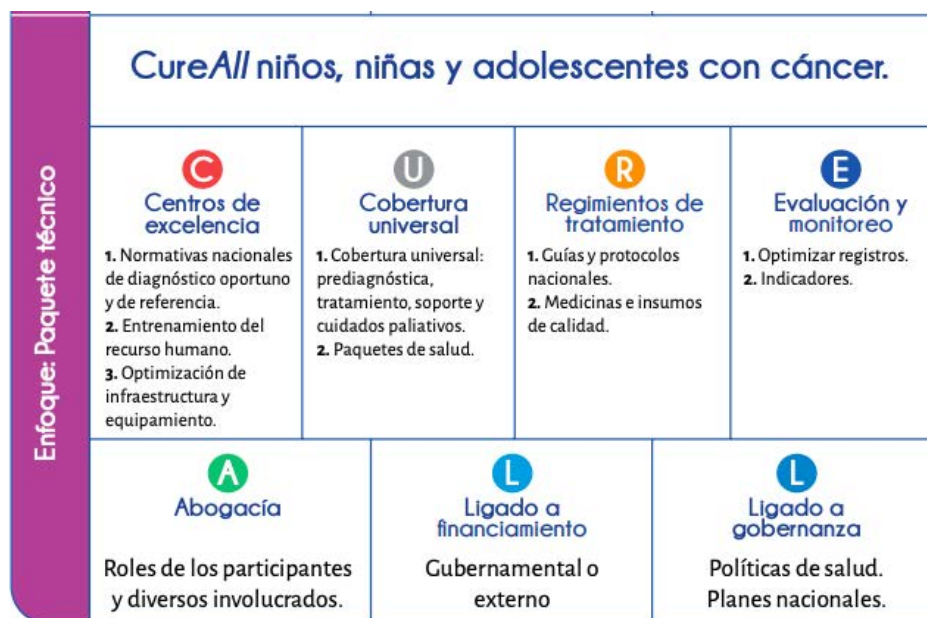 CureAll niños, niñas y adolescentes con cáncer.
Enfoque: Paquete técnico
C
Centros de
excelencia
1. Normativas nacionales
de diagnóstico oportuno
y de referencia.
2. Entrenamiento del
recurso humano.
3. Optimización de
infraestructura y
equipamiento.
U
Cobertura
universal
1. Cobertura universal:
prediagnóstica,
tratamiento, soporte y
cuidados paliativos.
2. Paquetes de salud.
R
Regimientos de
tratamiento
1. Guías y protocolos
nacionales.
2. Medicinas e insumos
de calidad.
E
Evaluación y
monitoreo
1. Optimizar registros.
2. Indicadores.
A
Abogacía
Roles de los participantes
y diversos involucrados.
L
Ligado a
financiamiento
Gubernamental o
externo
L
Ligado a
gobernanza
Políticas de salud.
Planes nacionales.